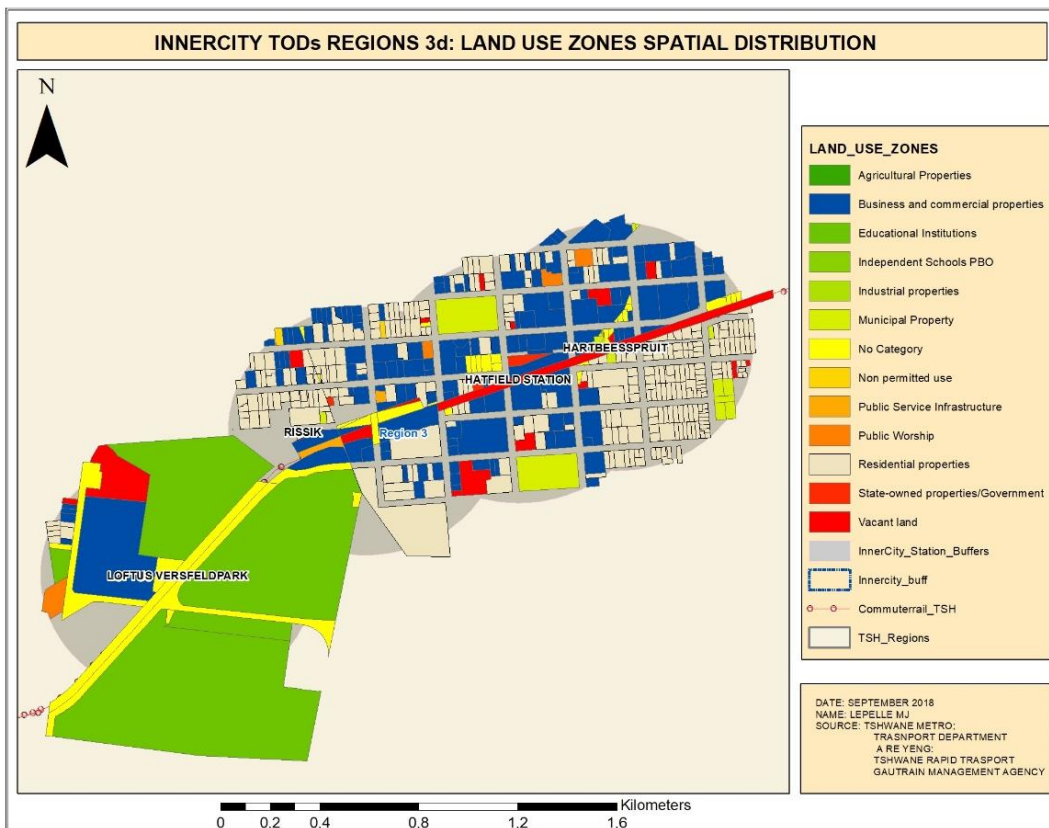 INNERCITY TODs REGIONS 3d: LAND USE ZONES SPATIAL DISTRIBUTION
N
HARTBEESSPRUIT
HATFIELD STATION
RISSIK
Region 3
LOFTUS VERSFELDPARK
LAND_USE_ZONES
Agricultural Properties
Business and commercial properties
Educational Institutions
Independent Schools PBO
Industrial properties
Municipal Property
No Category
Non permitted use
Public Service Infrastructure
Public Worship
Residential properties
State-owned properties/Government
Vacant land
InnerCity_Station_Buffers
Innercity_buff
Commuterrail_TSH
TSH_Regions
DATE: SEPTEMBER 2018
NAME: LEPELLE MJ
SOURCE: TSHWANE METRO;
TRASNPORT DEPARTMENT
A RE YENG:
TSHWANE RAPID TRASPORT
GAUTRAIN MANAGEMENT AGENCY
Kilometers
0 0.2 0.4 0.8 1.2 1.6